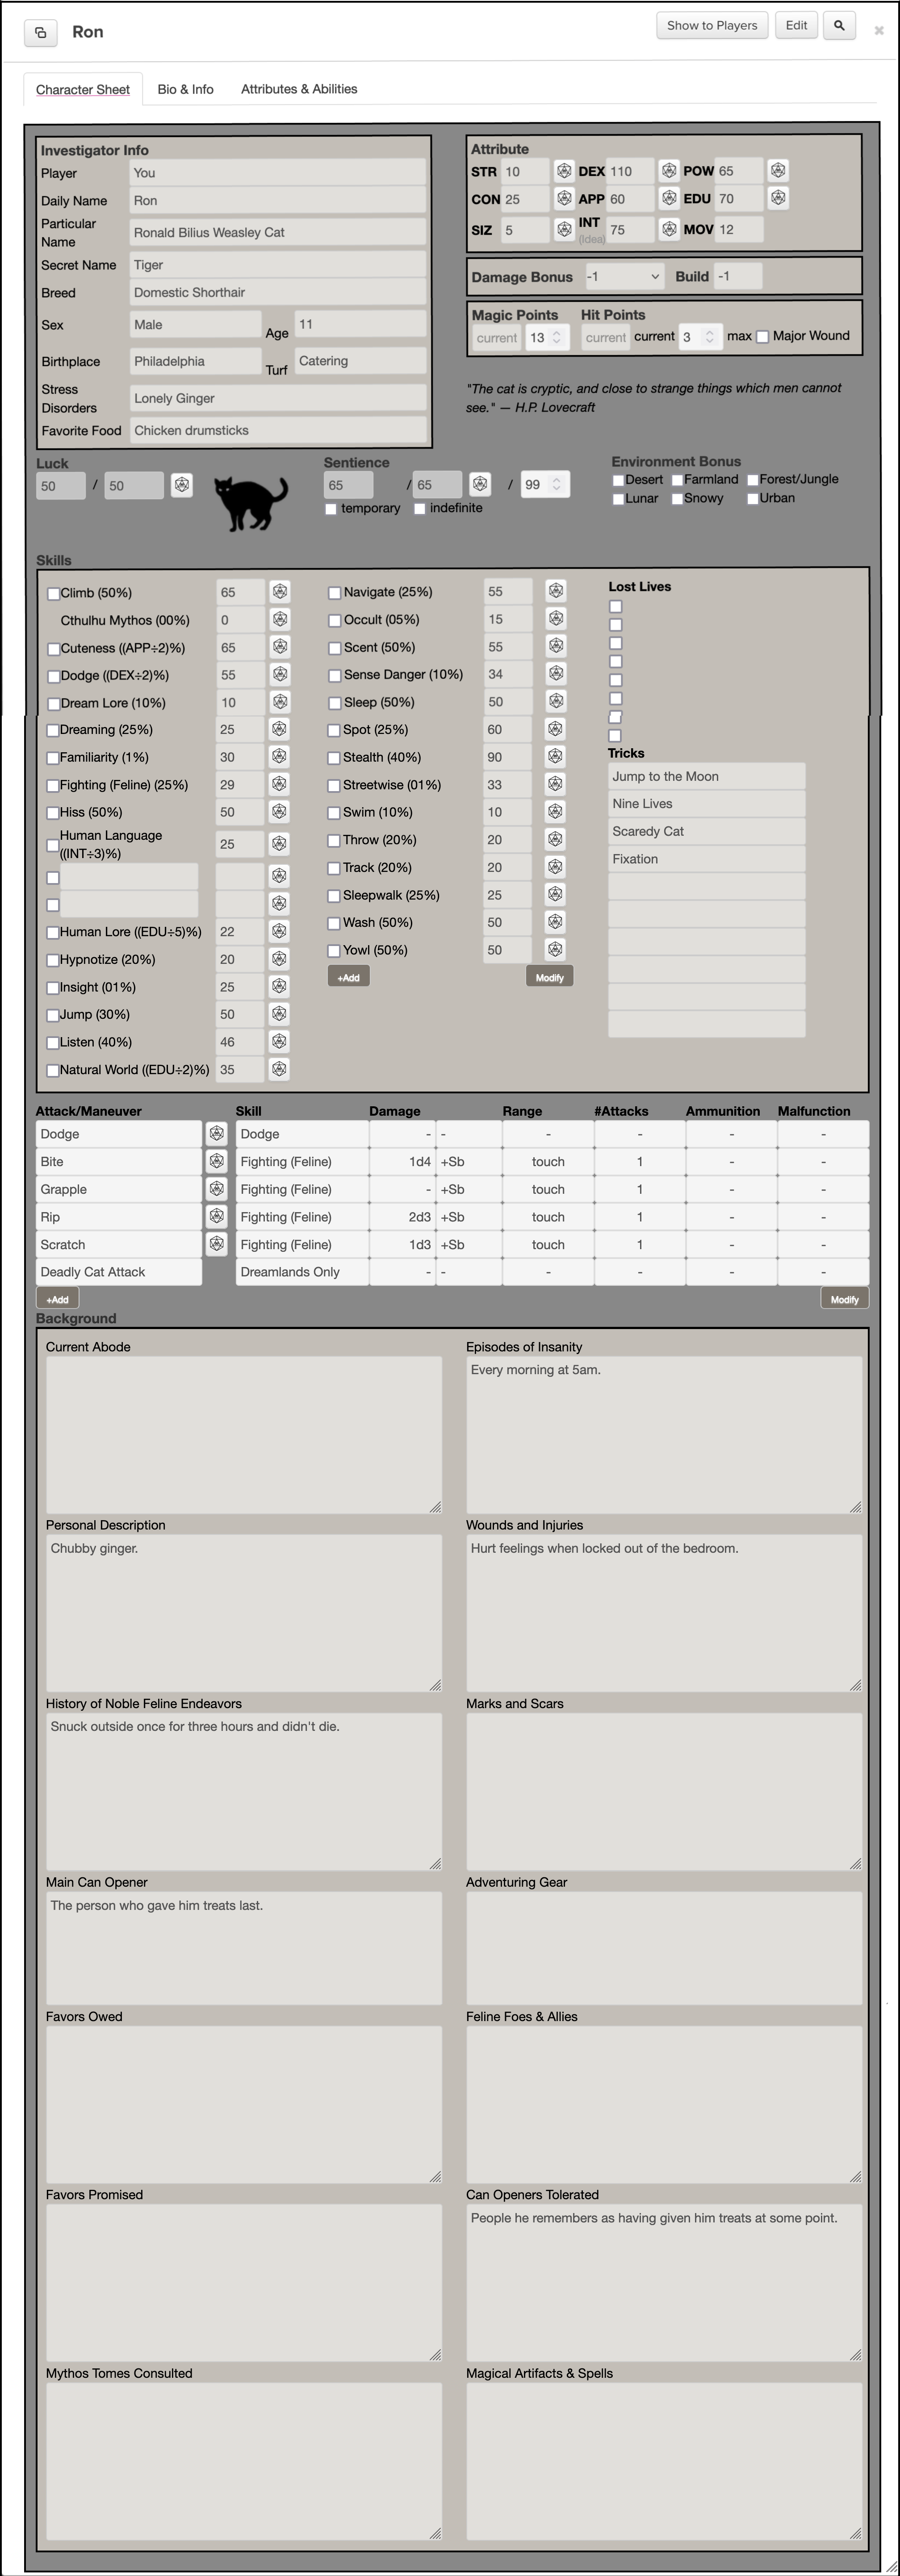 Ron
Show to Players
Edit
×
Character Sheet
Bio & Info
Attributes & Abilities
Investigator Info
Player You
Daily Name Ron
Particular
Name
Ronald Bilius Weasley Cat
Secret Name Tiger
Breed Domestic Shorthair
Sex Male Age 11
Birthplace Philadelphia Turf Catering
Stress
Disorders
Lonely Ginger
Favorite Food Chicken drumsticks
Attribute
STR 10 DEX 110 POW 65
CON 25 APP 60 EDU 70
SIZ 5 INT 75 MOV 12
(Idea)
Damage Bonus -1 Build -1
Magic Points Hit Points
current 13 current current 3 max Major Wound
"The cat is cryptic, and close to strange things which men cannot
see." — H.P. Lovecraft
Luck
50 / 50
Sentience
65 / 65 / 99
temporary indefinite
Environment Bonus
Desert Farmland Forest/Jungle
Lunar Snowy Urban
Skills
Climb (50%) 65
Cthulhu Mythos (00%) 0
Cuteness ((APP÷2)%) 65
Dodge ((DEX÷2)%) 55
Dream Lore (10%) 10
Dreaming (25%) 25
Familiarity (1%) 30
Fighting (Feline) (25%) 29
Hiss (50%) 50
Human Language
((INT÷3)%)
25
Human Lore ((EDU÷5)%) 22
Hypnotize (20%) 20
Insight (01%) 25
Jump (30%) 50
Listen (40%) 46
Natural World ((EDU÷2)%) 35
Navigate (25%) 55
Occult (05%) 15
Scent (50%) 55
Sense Danger (10%) 34
Sleep (50%) 50
Spot (25%) 60
Stealth (40%) 90
Streetwise (01%) 33
Swim (10%) 10
Throw (20%) 20
Track (20%) 20
Sleepwalk (25%) 25
Wash (50%) 50
Yowl (50%) 50
+Add Modify
Lost Lives
Tricks
Jump to the Moon
Nine Lives
Scaredy Cat
Fixation
Attack/Maneuver Skill Damage Range #Attacks Ammunition Malfunction
Dodge Dodge - - - - - -
Bite Fighting (Feline) 1d4 +Sb touch 1 - -
Grapple Fighting (Feline) - +Sb touch 1 - -
Rip Fighting (Feline) 2d3 +Sb touch 1 - -
Scratch Fighting (Feline) 1d3 +Sb touch 1 - -
Deadly Cat Attack Dreamlands Only - - - - - -
+Add Modify
Background
Current Abode
Episodes of Insanity
Every morning at 5am.
Personal Description
Chubby ginger.
Wounds and Injuries
Hurt feelings when locked out of the bedroom.
History of Noble Feline Endeavors
Snuck outside once for three hours and didn't die.
Marks and Scars
Main Can Opener
The person who gave him treats last.
Adventuring Gear
Favors Owed
Feline Foes & Allies
Favors Promised
Can Openers Tolerated
People he remembers as having given him treats at some point.
Mythos Tomes Consulted
Magical Artifacts & Spells